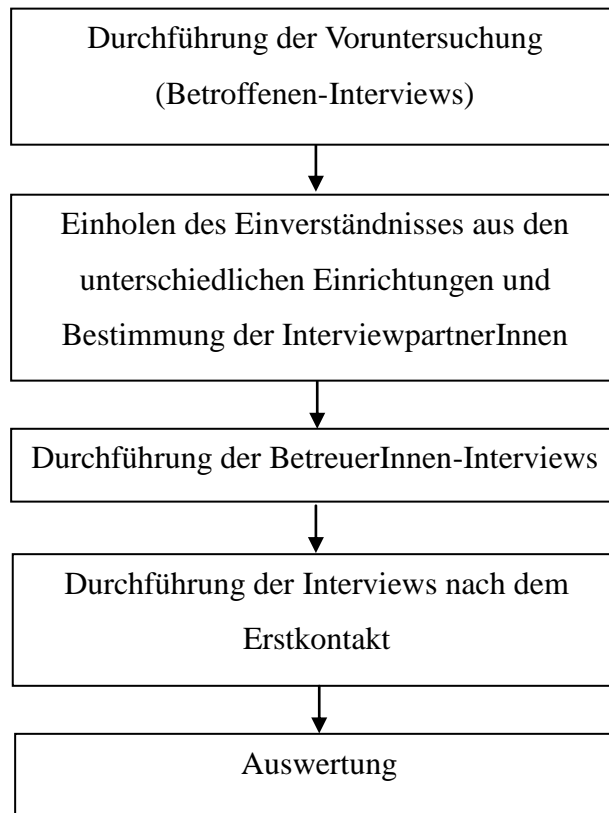 Durchführung der Voruntersuchung
(Betroffenen-Interviews)
Einholen des Einverständnisses aus den
unterschiedlichen Einrichtungen und
Bestimmung der InterviewpartnerInnen
Durchführung der BetreuerInnen-Interviews
Durchführung der Interviews nach dem
Erstkontakt
Auswertung